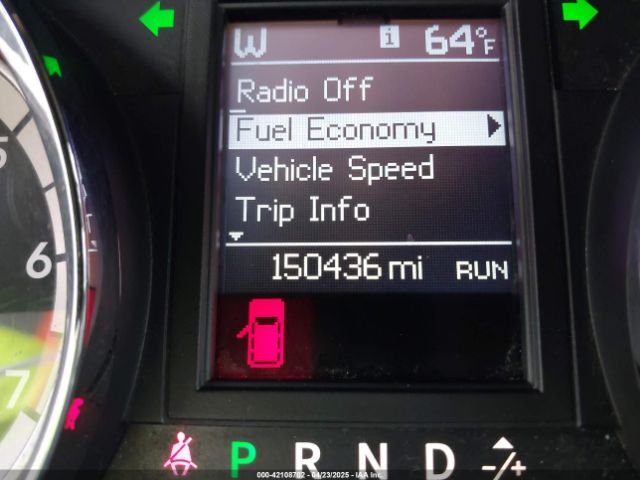 W i 64°F
Radio Off
Fuel Economy
Vehicle Speed
Trip Info
150436 mi RUN
5
6
7
P R N D -/+
000-42108702 - 04/23/2025 - IAA Inc.